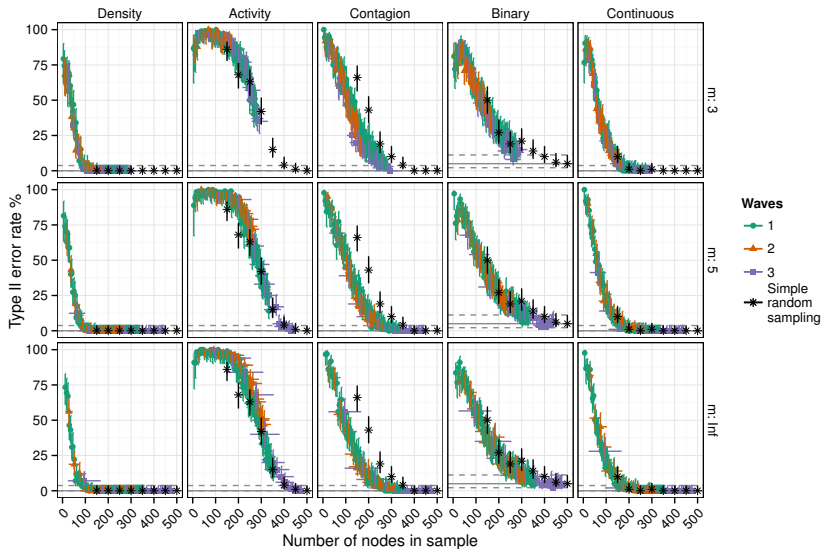 Density Activity Contagion Binary Continuous
100
75
50
25
0
m: 3
100
75
50
25
0
m: 5
100
75
50
25
0
m: Inf
Type II error rate %
0 100 200 300 400 500 0 100 200 300 400 500 0 100 200 300 400 500 0 100 200 300 400 500 0 100 200 300 400 500
Number of nodes in sample
Waves
1
2
3
Simple
random
sampling